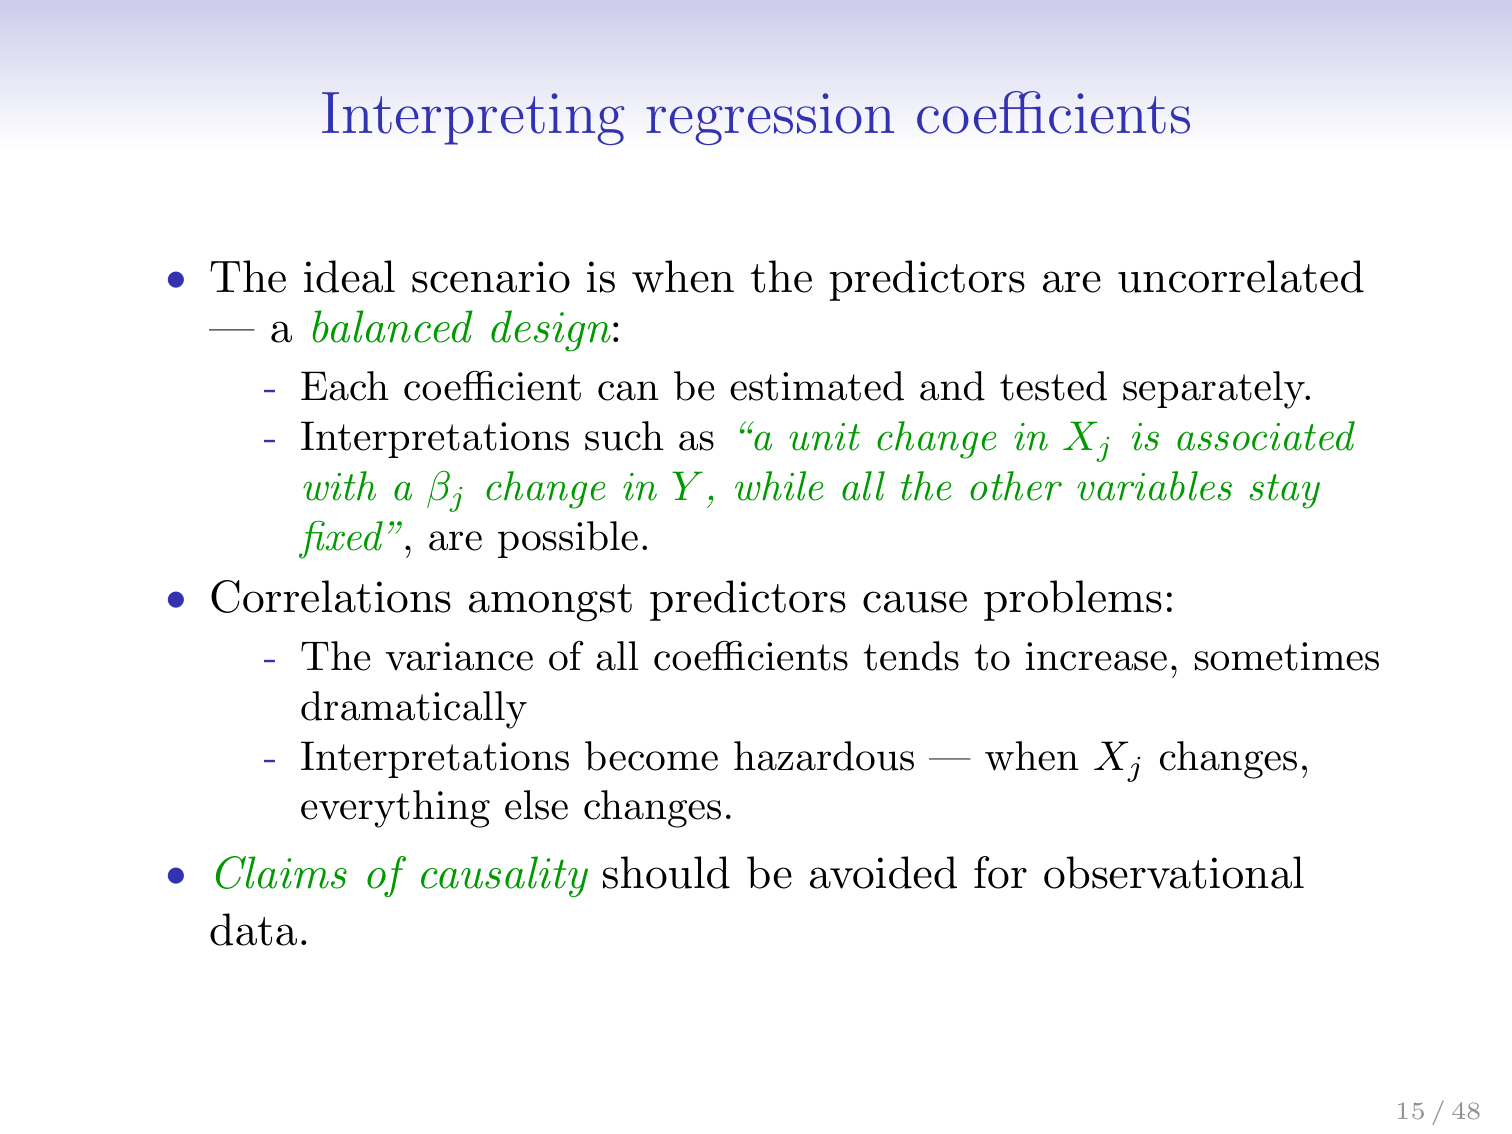 Interpreting regression coefficients
• The ideal scenario is when the predictors are uncorrelated
— a balanced design:
- Each coefficient can be estimated and tested separately.
- Interpretations such as “a unit change in Xj is associated
with a βj change in Y, while all the other variables stay
fixed”, are possible.
• Correlations amongst predictors cause problems:
- The variance of all coefficients tends to increase, sometimes
dramatically
- Interpretations become hazardous — when Xj changes,
everything else changes.
• Claims of causality should be avoided for observational
data.
15 / 48